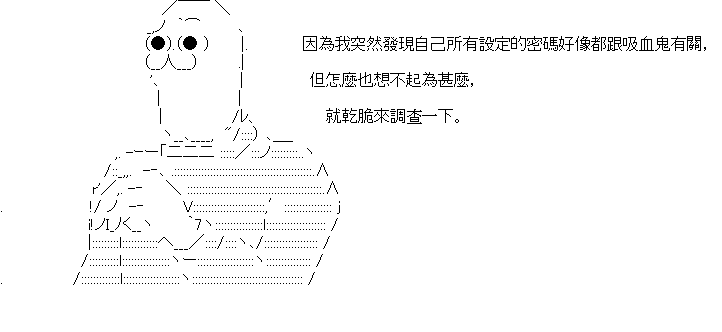 因為我突然發現自己所有設定的密碼好像都跟吸血鬼有關，
但怎麼也想不起為甚麼，
就乾脆來調查一下。